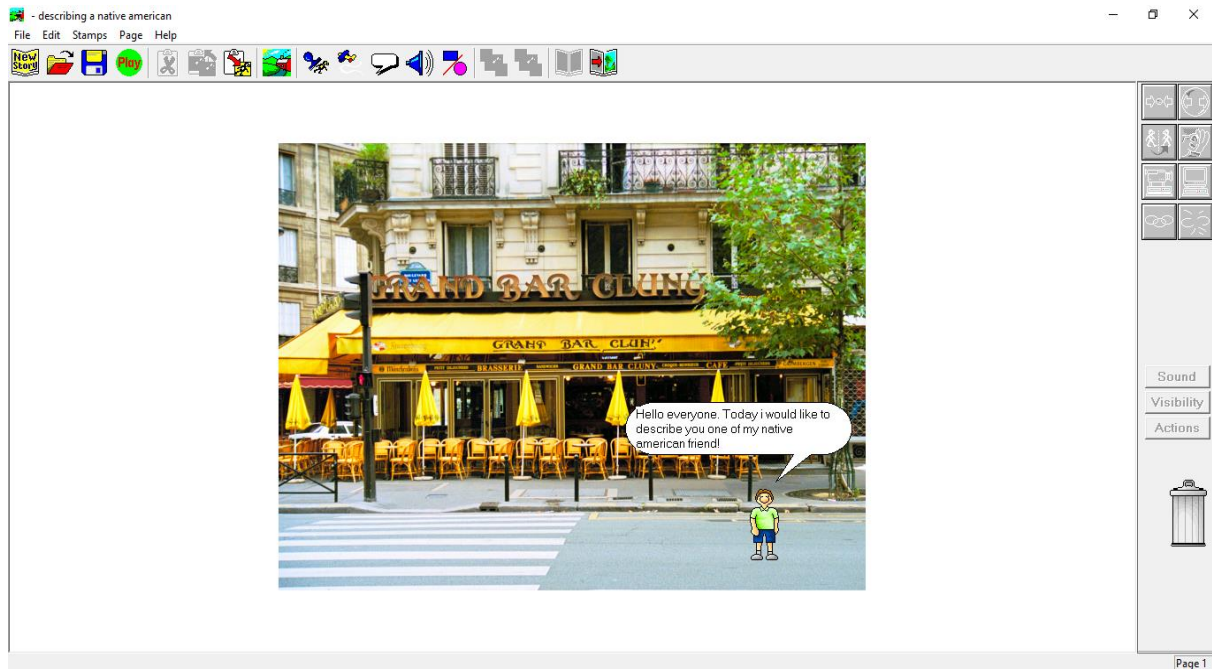 - describing a native american
File Edit Stamps Page Help
New Story
Play
GRAND BAR CLUNY
GRAND BAR CLUN
BRASSERIE
GRAND BAR CLUNY
CAFE
Hello everyone. Today i would like to
describe you one of my native
american friend!
Sound
Visibility
Actions
Page 1